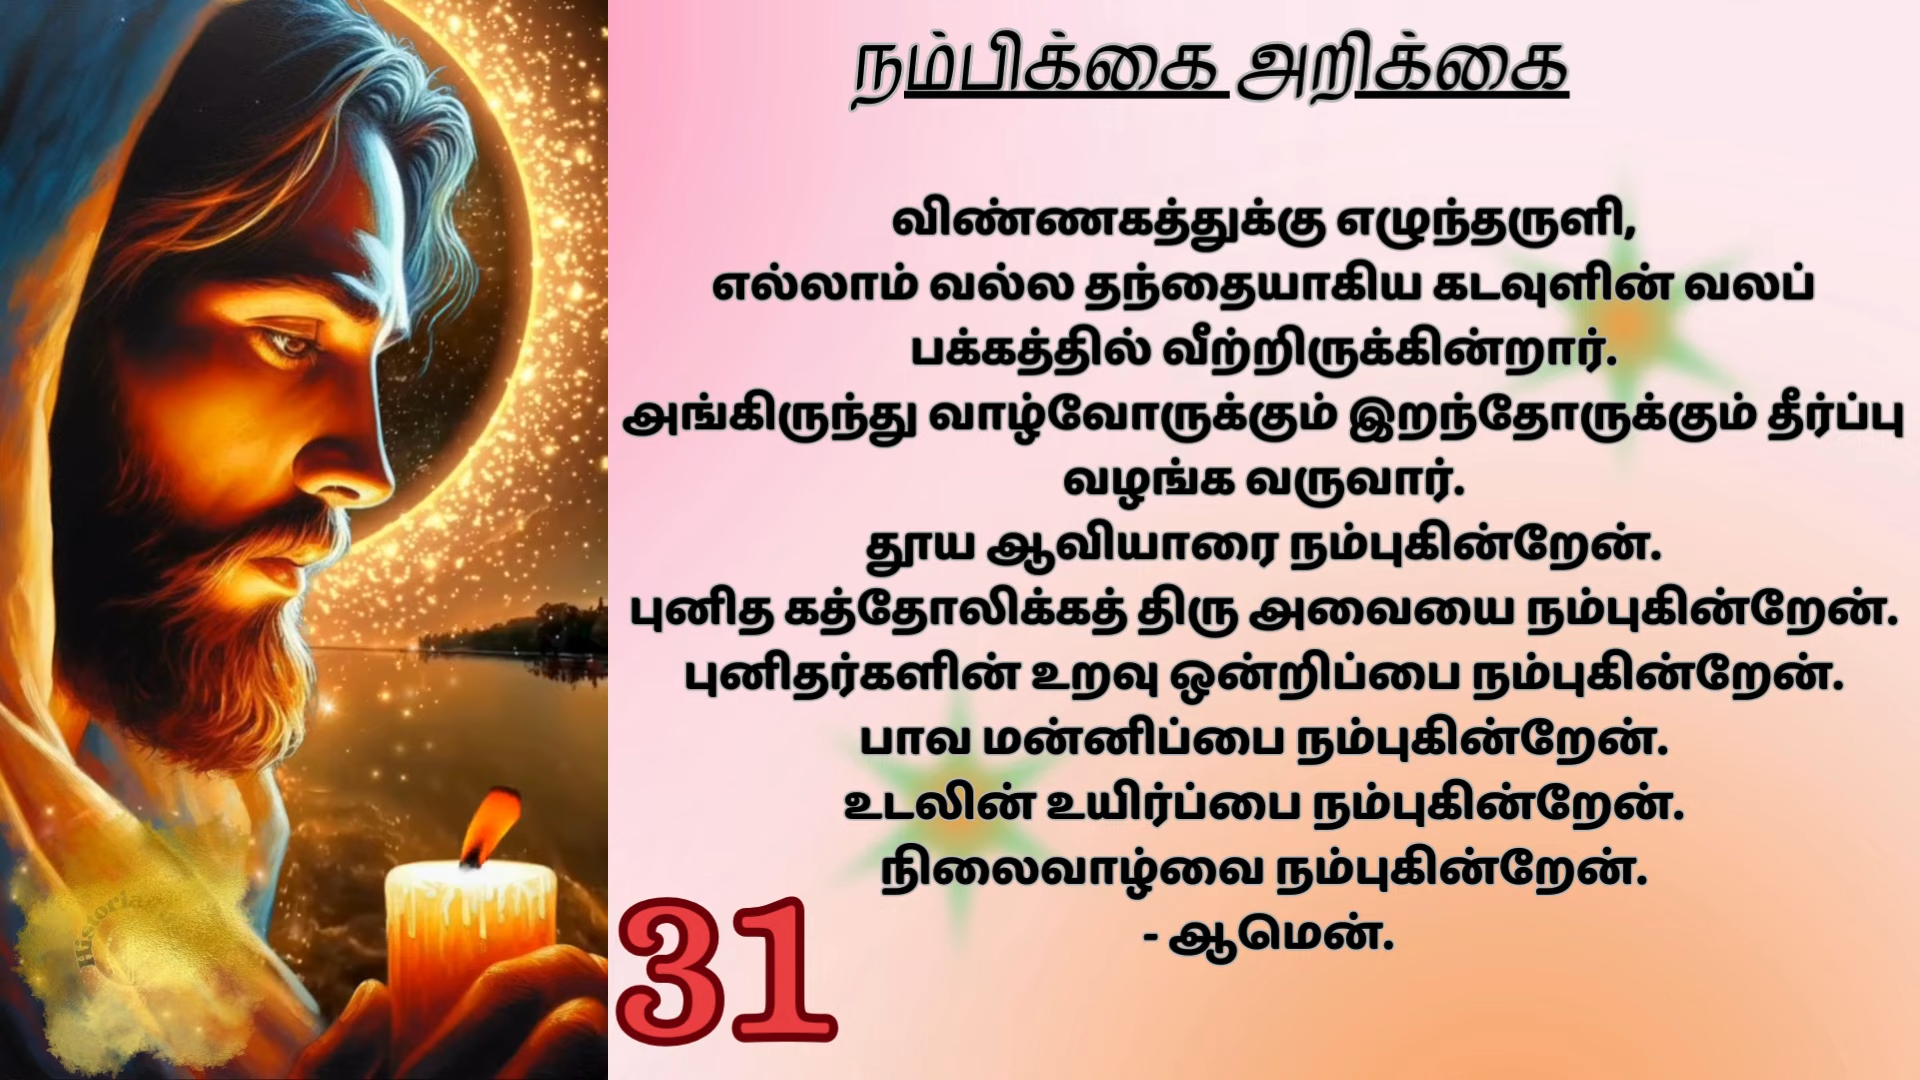 நம்பிக்கை அறிக்கை
விண்ணகத்துக்கு எழுந்தருளி,
எல்லாம் வல்ல தந்தையாகிய கடவுளின் வலப்
பக்கத்தில் வீற்றிருக்கின்றார்.
அங்கிருந்து வாழ்வோருக்கும் இறந்தோருக்கும் தீர்ப்பு
வழங்க வருவார்.
தூய ஆவியாரை நம்புகின்றேன்.
புனித கத்தோலிக்கத் திரு அவையை நம்புகின்றேன்.
புனிதர்களின் உறவு ஒன்றிப்பை நம்புகின்றேன்.
பாவ மன்னிப்பை நம்புகின்றேன்.
உடலின் உயிர்ப்பை நம்புகின்றேன்.
நிலைவாழ்வை நம்புகின்றேன்.
- ஆமென்.
31